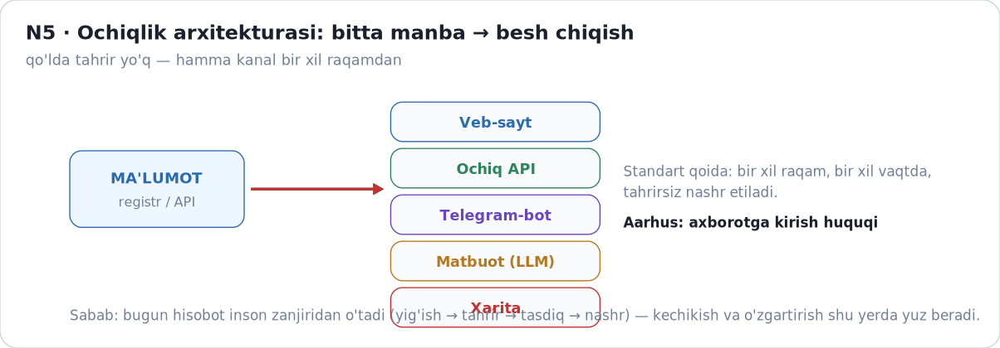 N5 · Ochiqlik arxitekturasi: bitta manba → besh chiqish
qo'lda tahrir yo'q — hamma kanal bir xil raqamdan
MA'LUMOT
registr / API
Veb-sayt
Ochiq API
Telegram-bot
Matbuot (LLM)
Xarita
Standart qoida: bir xil raqam, bir xil vaqtda,
tahrirsiz nashr etiladi.
Aarhus: axborotga kirish huquqi
Sabab: bugun hisobot inson zanjiridan o'tadi (yig'ish → tahrir → tasdiq → nashr) — kechikish va o'zgartirish shu yerda yuz beradi.